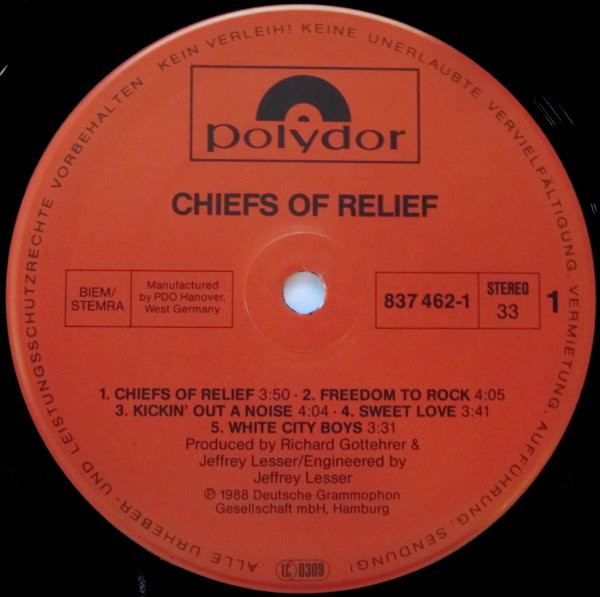 ALLE URHEBER- UND LEISTUNGSSCHUTZRECHTE VORBEHALTEN KEIN VERLEIH! KEINE UNERLAUBTE VERVIELFÄLTIGUNG, VERMIETUNG, AUFFÜHRUNG, SENDUNG!
polydor
CHIEFS OF RELIEF
BIEM/
STEMRA
Manufactured
by PDO Hanover,
West Germany
837 462-1
STEREO
33
1
1. CHIEFS OF RELIEF 3:50 · 2. FREEDOM TO ROCK 4:05
3. KICKIN' OUT A NOISE 4:04 · 4. SWEET LOVE 3:41
5. WHITE CITY BOYS 3:31
Produced by Richard Gottehrer &
Jeffrey Lesser/Engineered by
Jeffrey Lesser
℗ 1988 Deutsche Grammophon
Gesellschaft mbH, Hamburg
LC 0309